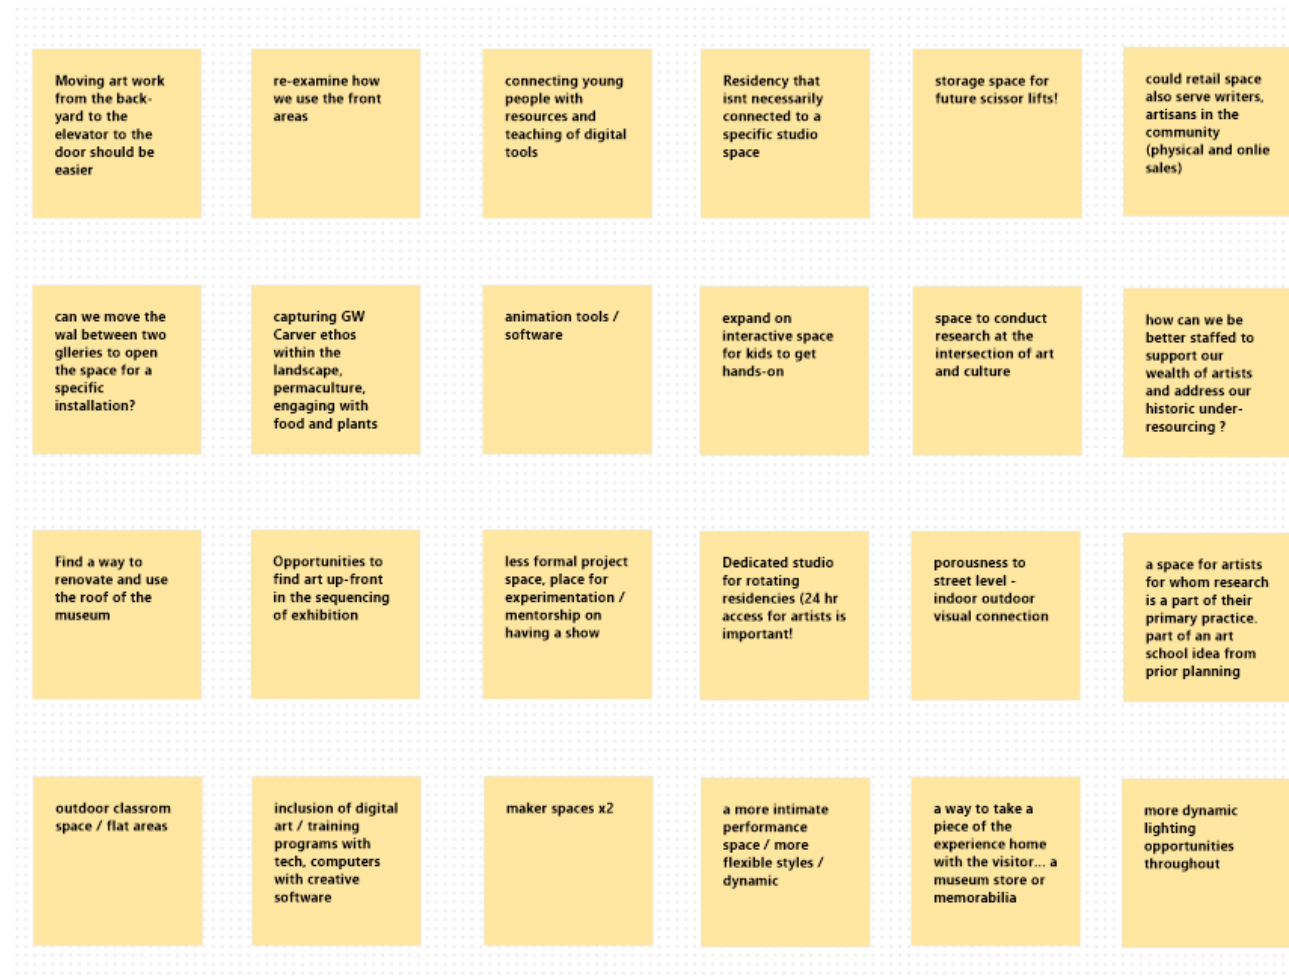 Moving art work
from the back-
yard to the
elevator to the
door should be
easier
re-examine how
we use the front
areas
connecting young
people with
resources and
teaching of digital
tools
Residency that
isnt necessarily
connected to a
specific studio
space
storage space for
future scissor lifts!
could retail space
also serve writers,
artisans in the
community
(physical and onlie
sales)
can we move the
wal between two
glleries to open
the space for a
specific
installation?
capturing GW
Carver ethos
within the
landscape,
permaculture,
engaging with
food and plants
animation tools /
software
expand on
interactive space
for kids to get
hands-on
space to conduct
research at the
intersection of art
and culture
how can we be
better staffed to
support our
wealth of artists
and address our
historic under-
resourcing ?
Find a way to
renovate and use
the roof of the
museum
Opportunities to
find art up-front
in the sequencing
of exhibition
less formal project
space, place for
experimentation /
mentorship on
having a show
Dedicated studio
for rotating
residencies (24 hr
access for artists is
important!
porousness to
street level -
indoor outdoor
visual connection
a space for artists
for whom research
is a part of their
primary practice.
part of an art
school idea from
prior planning
outdoor classrom
space / flat areas
inclusion of digital
art / training
programs with
tech, computers
with creative
software
maker spaces x2
a more intimate
performance
space / more
flexible styles /
dynamic
a way to take a
piece of the
experience home
with the visitor... a
museum store or
memorabilia
more dynamic
lighting
opportunities
throughout